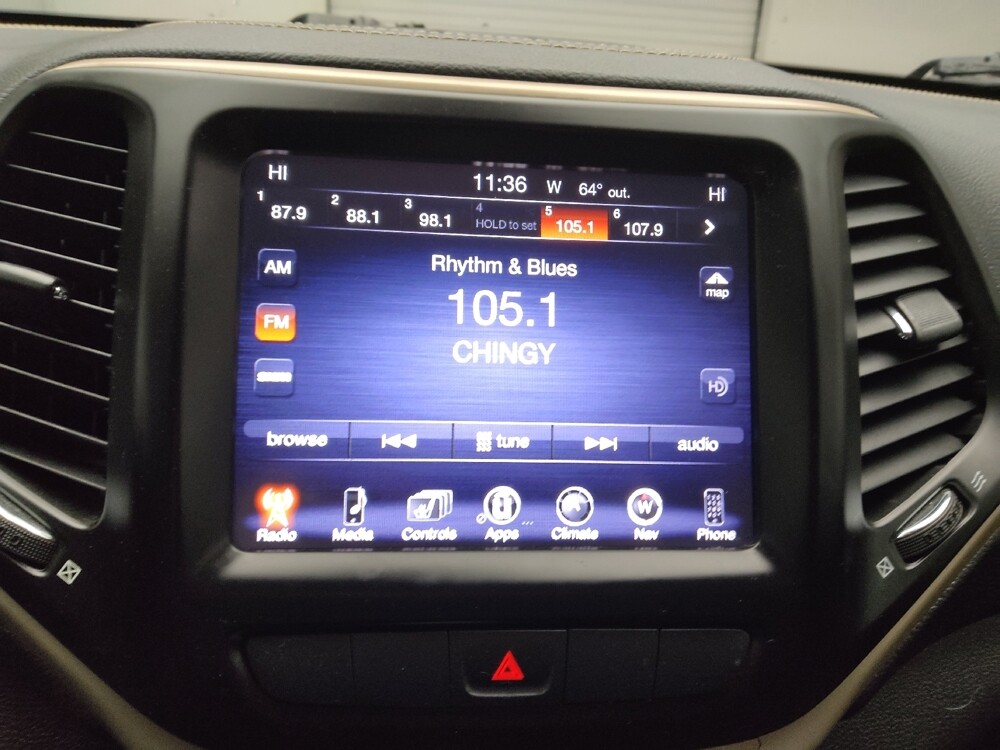 HI 11:36 W 64° out. HI
1 87.9 2 88.1 3 98.1 4 HOLD to set 5 105.1 6 107.9
AM
Rhythm & Blues
map
FM
105.1
CHINGY
HD
browse tune audio
Radio Media Controls Apps ... Climate W Nav Phone